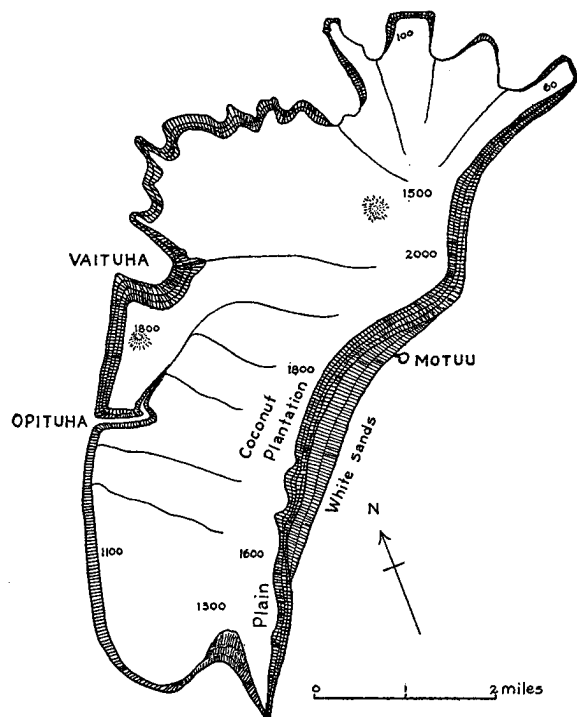 100
60
1500
2000
VAITUHA
1800
1800
MOTUU
OPITUHA
Coconut
Plantation
White sands
N
1100
1600
1300
Plain
0 1 2 miles